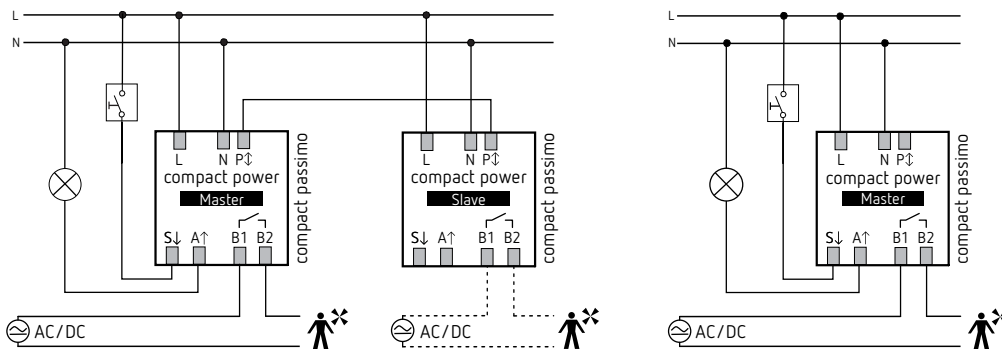 L
N
L N P⇕
compact power
Master
S↓ A↑ B1 B2
compact passimo
AC/DC
L N P⇕
compact power
Slave
S↓ A↑ B1 B2
compact passimo
AC/DC
L
N
L N P⇕
compact power
Master
S↓ A↑ B1 B2
compact passimo
AC/DC